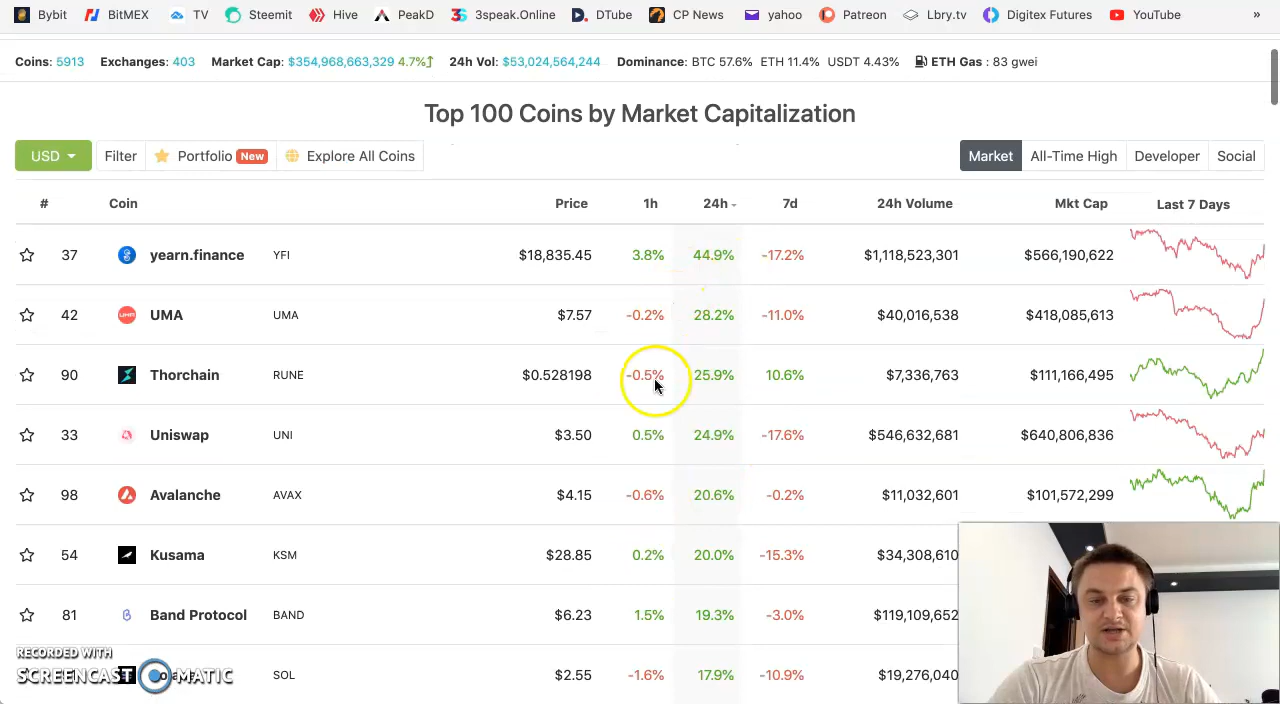 Bybit BitMEX TV Steemit Hive PeakD 3speak.Online DTube CP News yahoo Patreon Lbry.tv Digitex Futures YouTube »
Coins: 5913 Exchanges: 403 Market Cap: $354,968,663,329 4.7% 24h Vol: $53,024,564,244 Dominance: BTC 57.6% ETH 11.4% USDT 4.43% ETH Gas : 83 gwei
Top 100 Coins by Market Capitalization
USD Filter Portfolio New Explore All Coins Market All-Time High Developer Social
# Coin Price 1h 24h 7d 24h Volume Mkt Cap Last 7 Days
37 yearn.finance YFI $18,835.45 3.8% 44.9% -17.2% $1,118,523,301 $566,190,622
42 UMA UMA $7.57 -0.2% 28.2% -11.0% $40,016,538 $418,085,613
90 Thorchain RUNE $0.528198 -0.5% 25.9% 10.6% $7,336,763 $111,166,495
33 Uniswap UNI $3.50 0.5% 24.9% -17.6% $546,632,681 $640,806,836
98 Avalanche AVAX $4.15 -0.6% 20.6% -0.2% $11,032,601 $101,572,299
54 Kusama KSM $28.85 0.2% 20.0% -15.3% $34,308,610
81 Band Protocol BAND $6.23 1.5% 19.3% -3.0% $119,109,652
RECORDED WITH
SCREENCAST MATIC
SOL $2.55 -1.6% 17.9% -10.9% $19,276,040